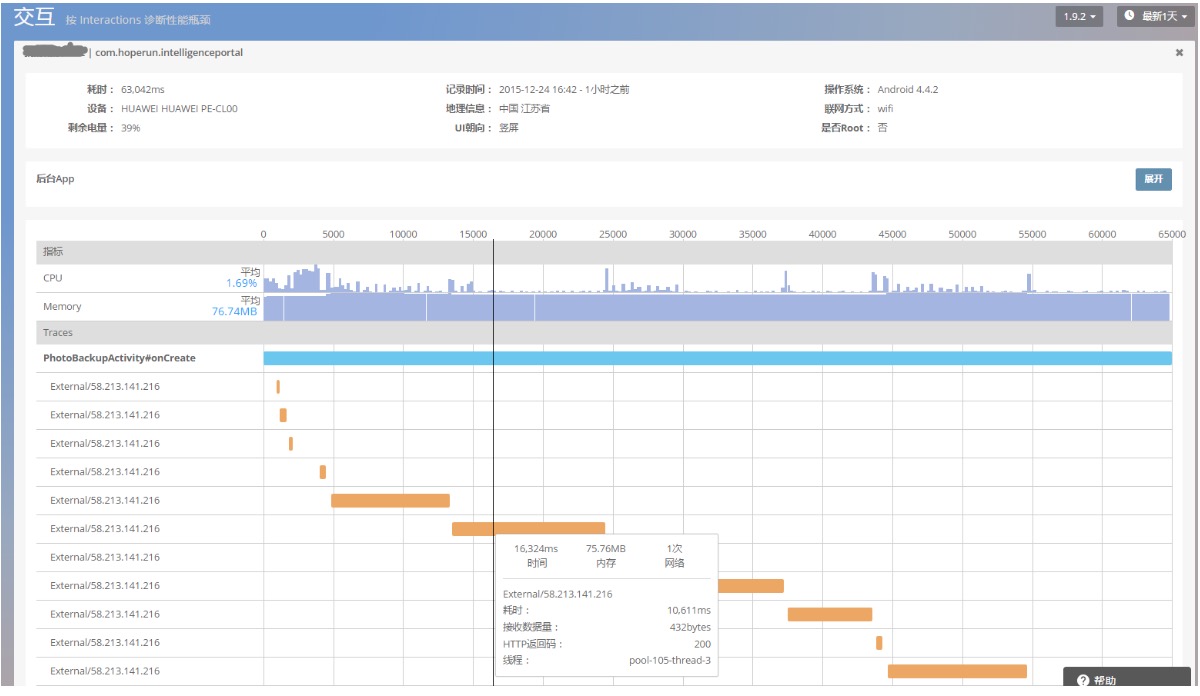 交互 按 Interactions 诊断性能瓶颈
1.9.2
最新1天
| com.hoperun.intelligenceportal
耗时： 63,042ms
记录时间： 2015-12-24 16:42 - 1小时之前
操作系统： Android 4.4.2
设备： HUAWEI HUAWEI PE-CL00
地理信息： 中国 江苏省
联网方式： wifi
剩余电量： 39%
UI朝向： 竖屏
是否Root： 否
后台App
展开
0 5000 10000 15000 20000 25000 30000 35000 40000 45000 50000 55000 60000 65000
指标
CPU
平均
1.69%
Memory
平均
76.74MB
Traces
PhotoBackupActivity#onCreate
External/58.213.141.216
External/58.213.141.216
External/58.213.141.216
External/58.213.141.216
External/58.213.141.216
External/58.213.141.216
External/58.213.141.216
External/58.213.141.216
External/58.213.141.216
External/58.213.141.216
External/58.213.141.216
16,324ms 75.76MB 1次
时间 内存 网络
External/58.213.141.216
耗时： 10,611ms
接收数据量： 432bytes
HTTP返回码： 200
线程： pool-105-thread-3
帮助